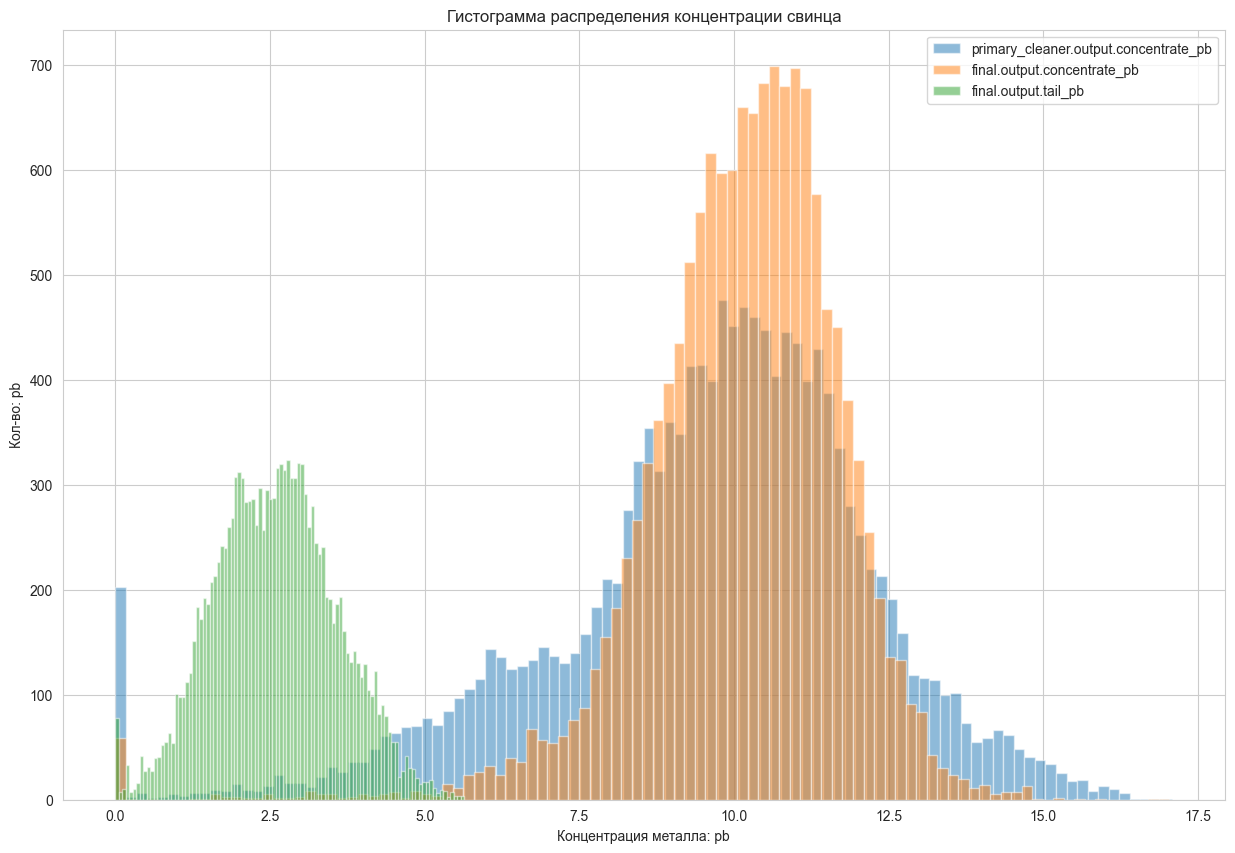 Гистограмма распределения концентрации свинца
primary_cleaner.output.concentrate_pb
final.output.concentrate_pb
final.output.tail_pb
700
600
500
400
300
200
100
0
Кол-во: pb
0.0 2.5 5.0 7.5 10.0 12.5 15.0 17.5
Концентрация металла: pb